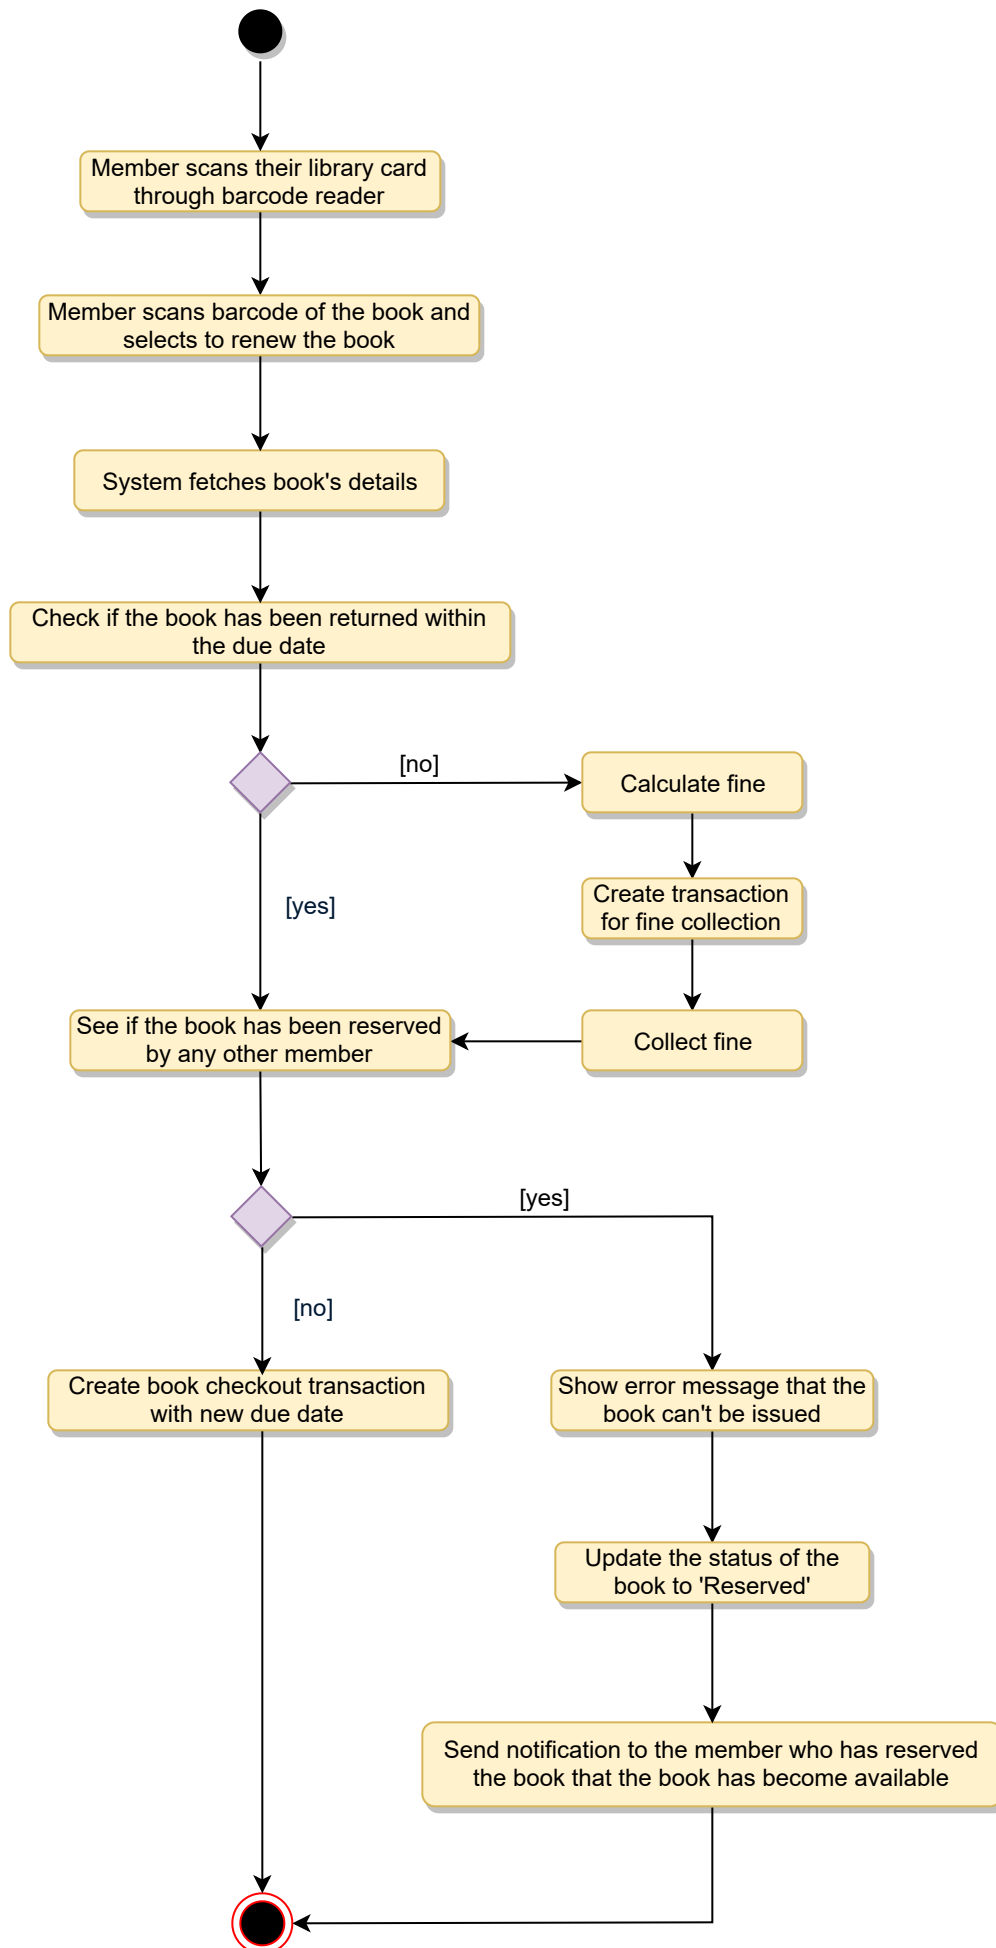 Member scans their library card
through barcode reader
Member scans barcode of the book and
selects to renew the book
System fetches book's details
Check if the book has been returned within
the due date
[no]
Calculate fine
[yes]
Create transaction
for fine collection
See if the book has been reserved
by any other member
Collect fine
[yes]
[no]
Create book checkout transaction
with new due date
Show error message that the
book can't be issued
Update the status of the
book to 'Reserved'
Send notification to the member who has reserved
the book that the book has become available